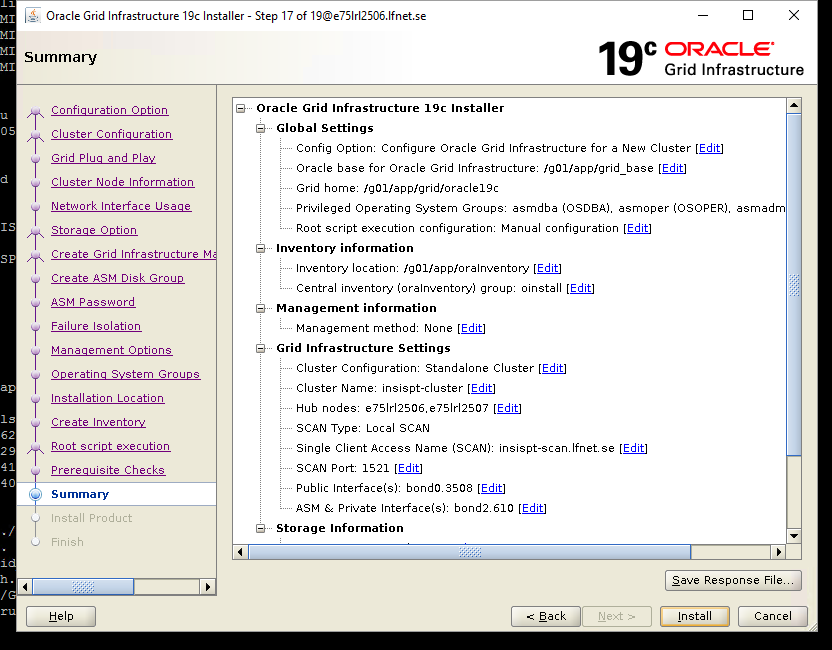 Oracle Grid Infrastructure 19c Installer - Step 17 of 19@e75lrl2506.lfnet.se
Summary
19c ORACLE
Grid Infrastructure
Configuration Option
Cluster Configuration
Grid Plug and Play
Cluster Node Information
Network Interface Usage
Storage Option
Create Grid Infrastructure Ma
Create ASM Disk Group
ASM Password
Failure Isolation
Management Options
Operating System Groups
Installation Location
Create Inventory
Root script execution
Prerequisite Checks
Summary
Install Product
Finish
Oracle Grid Infrastructure 19c Installer
Global Settings
Config Option: Configure Oracle Grid Infrastructure for a New Cluster [Edit]
Oracle base for Oracle Grid Infrastructure: /g01/app/grid_base [Edit]
Grid home: /g01/app/grid/oracle19c
Privileged Operating System Groups: asmdba (OSDBA), asmoper (OSOPER), asmadm
Root script execution configuration: Manual configuration [Edit]
Inventory information
Inventory location: /g01/app/oraInventory [Edit]
Central inventory (oraInventory) group: oinstall [Edit]
Management information
Management method: None [Edit]
Grid Infrastructure Settings
Cluster Configuration: Standalone Cluster [Edit]
Cluster Name: insispt-cluster [Edit]
Hub nodes: e75lrl2506,e75lrl2507 [Edit]
SCAN Type: Local SCAN
Single Client Access Name (SCAN): insispt-scan.lfnet.se [Edit]
SCAN Port: 1521 [Edit]
Public Interface(s): bond0.3508 [Edit]
ASM & Private Interface(s): bond2.610 [Edit]
Storage Information
Save Response File...
Help
< Back
Next >
Install
Cancel